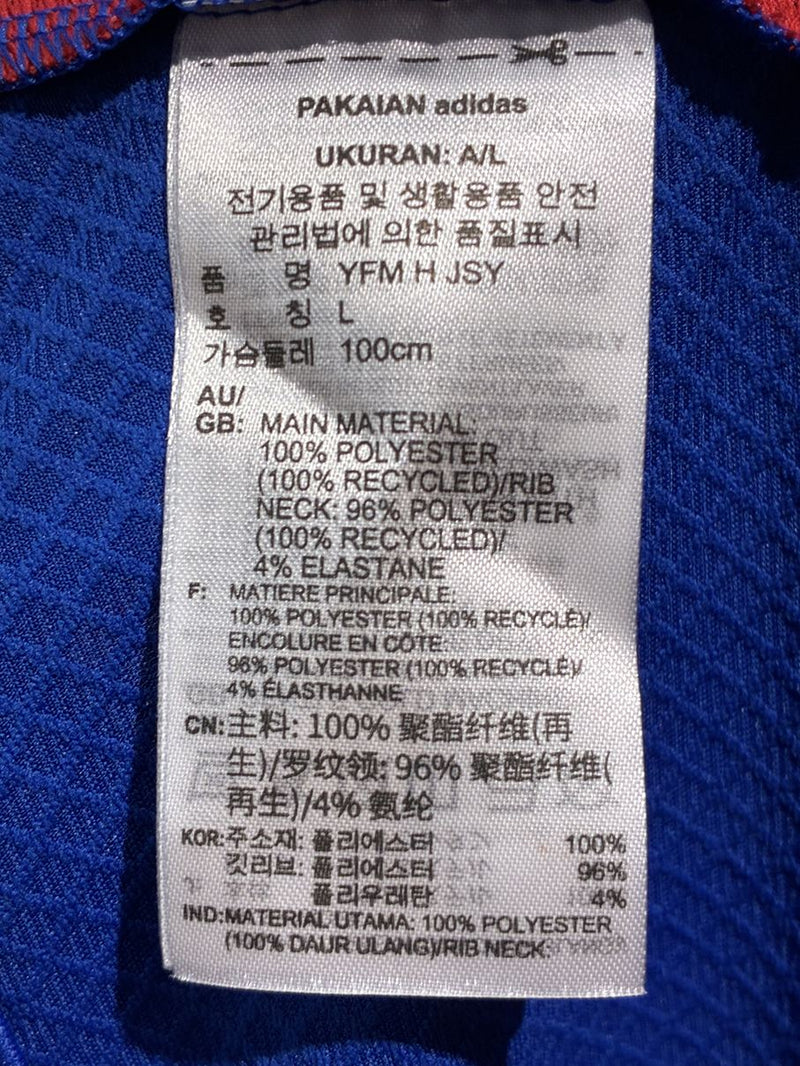 PAKAIAN adidas
UKURAN: A/L
전기용품 및 생활용품 안전
관리법에 의한 품질표시
품 명 YFM H JSY
호 칭 L
가슴둘레 100cm
AU/
GB: MAIN MATERIAL:
100% POLYESTER
(100% RECYCLED)/RIB
NECK: 96% POLYESTER
(100% RECYCLED)/
4% ELASTANE
F: MATIERE PRINCIPALE:
100% POLYESTER (100% RECYCLÉ)/
ENCOLURE EN CÔTE:
96% POLYESTER (100% RECYCLÉ)/
4% ÉLASTHANNE
CN:主料: 100% 聚酯纤维(再
生)/罗纹领: 96% 聚酯纤维(
再生)/4% 氨纶
KOR:주소재: 폴리에스터 100%
깃리브: 폴리에스터 96%
폴리우레탄 4%
IND:MATERIAL UTAMA: 100% POLYESTER
(100% DAUR ULANG)/RIB NECK: